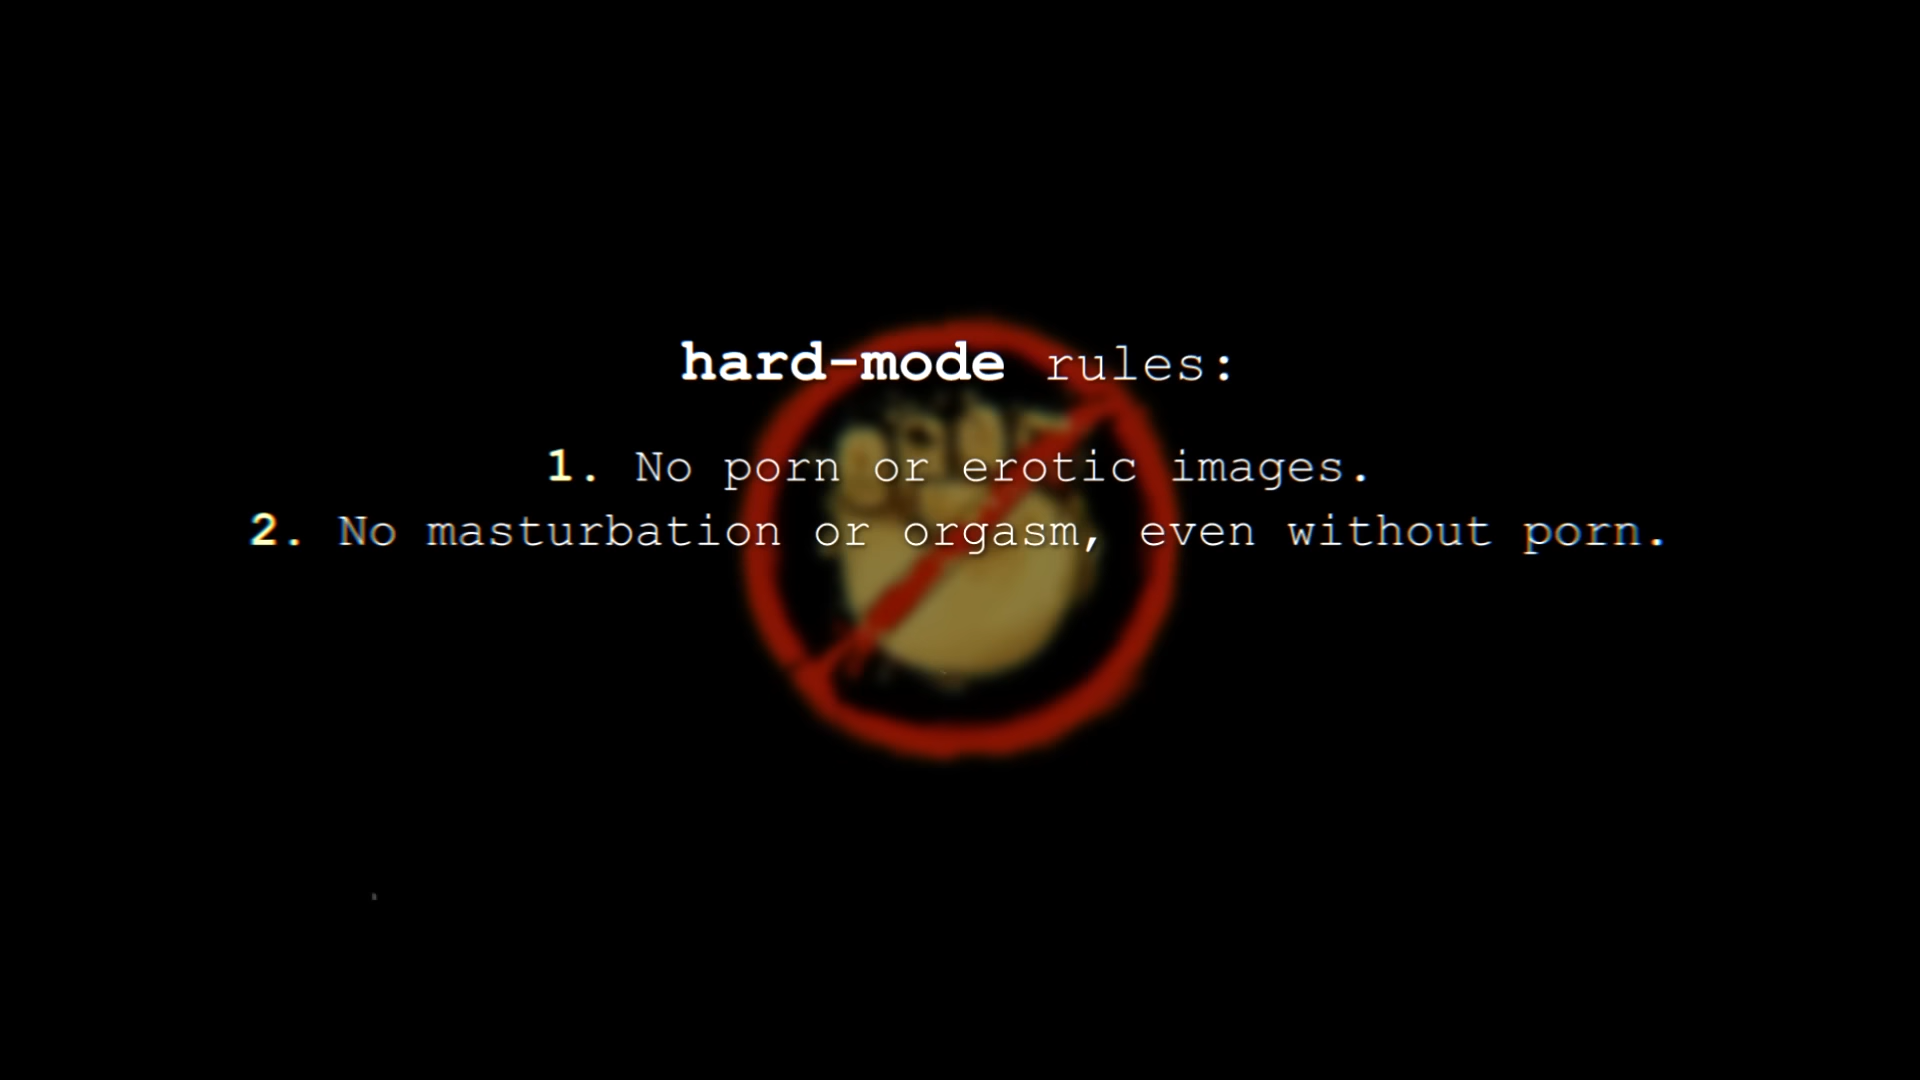 hard-mode rules:
1. No porn or erotic images.
2. No masturbation or orgasm, even without porn.